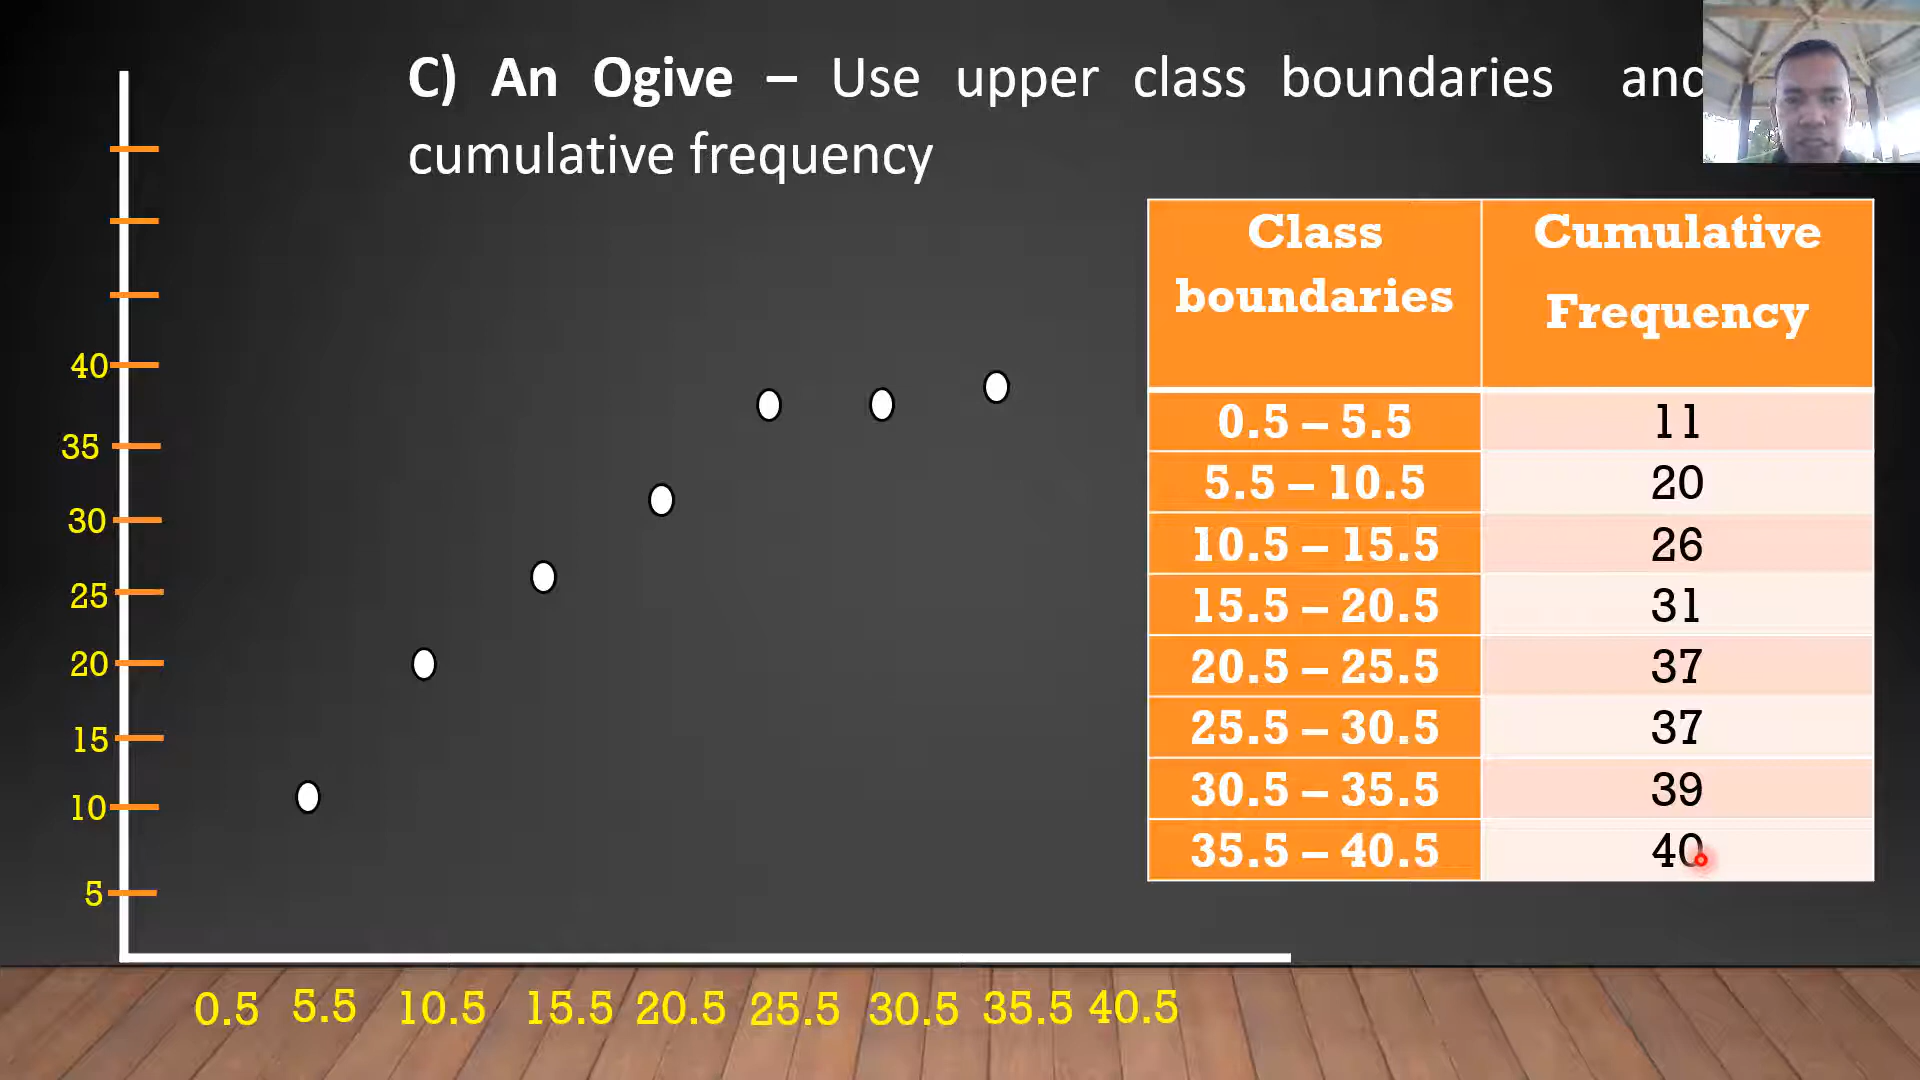 C) An Ogive – Use upper class boundaries and
cumulative frequency
Class
boundaries
Cumulative
Frequency
0.5 – 5.5 11
5.5 – 10.5 20
10.5 – 15.5 26
15.5 – 20.5 31
20.5 – 25.5 37
25.5 – 30.5 37
30.5 – 35.5 39
35.5 – 40.5 40
40
35
30
25
20
15
10
5
0.5 5.5 10.5 15.5 20.5 25.5 30.5 35.5 40.5